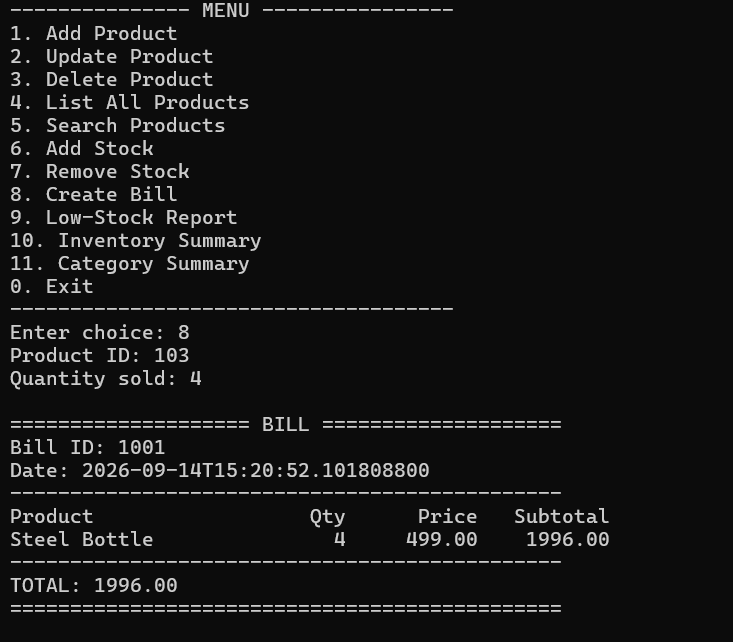 --------------- MENU ----------------
1. Add Product
2. Update Product
3. Delete Product
4. List All Products
5. Search Products
6. Add Stock
7. Remove Stock
8. Create Bill
9. Low-Stock Report
10. Inventory Summary
11. Category Summary
0. Exit
-------------------------------------
Enter choice: 8
Product ID: 103
Quantity sold: 4

==================== BILL ====================
Bill ID: 1001
Date: 2026-09-14T15:20:52.101808800
----------------------------------------------
Product                  Qty      Price   Subtotal
Steel Bottle               4     499.00    1996.00
----------------------------------------------
TOTAL: 1996.00
==============================================